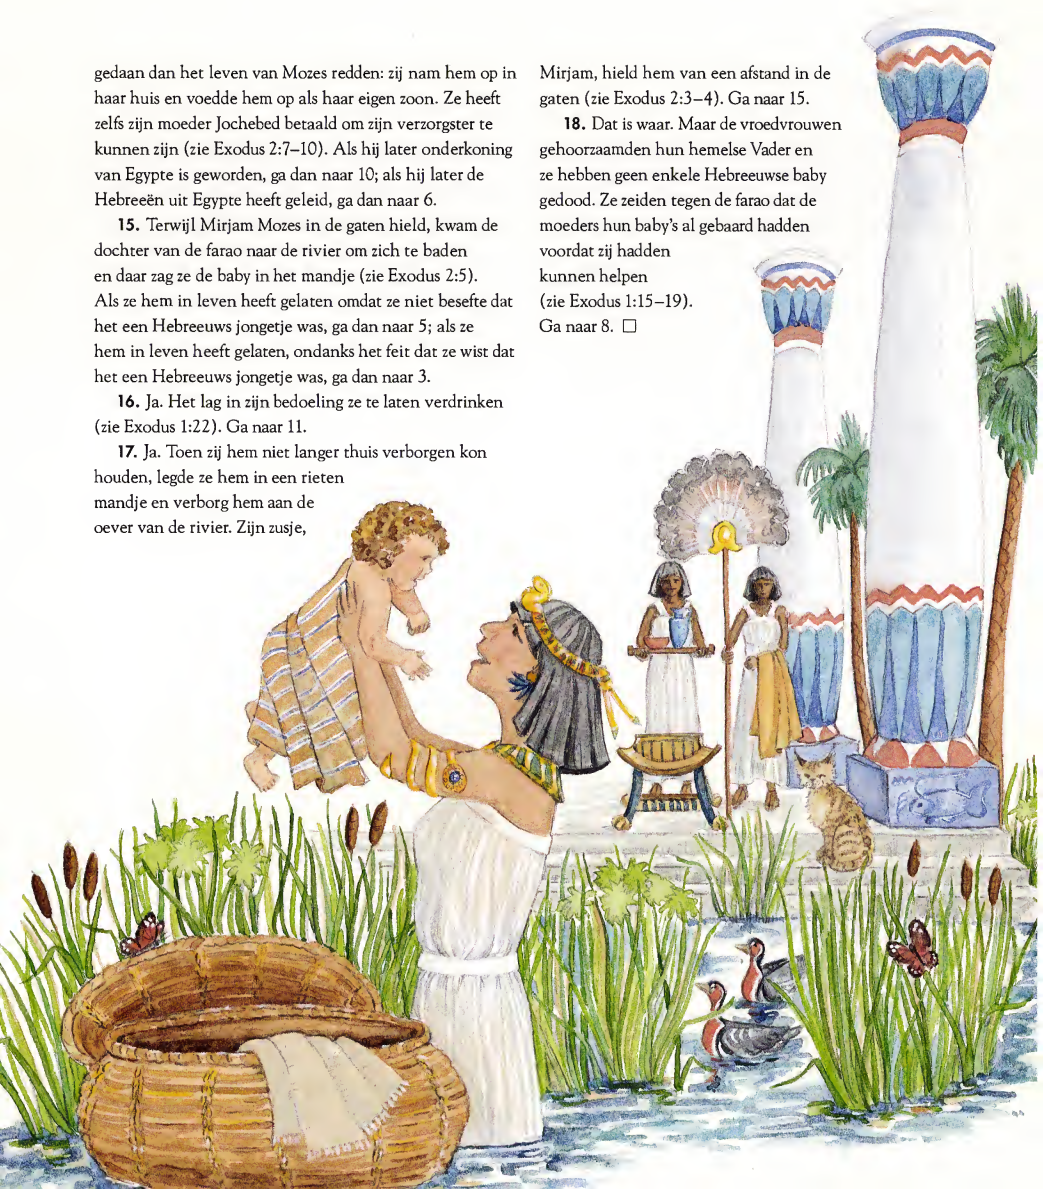 gedaan dan het leven van Mozes redden: zij nam hem op in
haar huis en voedde hem op als haar eigen zoon. Ze heeft
zelfs zijn moeder Jochebed betaald om zijn verzorgster te
kunnen zijn (zie Exodus 2:7–10). Als hij later onderkoning
van Egypte is geworden, ga dan naar 10; als hij later de
Hebreeën uit Egypte heeft geleid, ga dan naar 6.
15. Terwijl Mirjam Mozes in de gaten hield, kwam de
dochter van de farao naar de rivier om zich te baden
en daar zag ze de baby in het mandje (zie Exodus 2:5).
Als ze hem in leven heeft gelaten omdat ze niet besefte dat
het een Hebreeuws jongetje was, ga dan naar 5; als ze
hem in leven heeft gelaten, ondanks het feit dat ze wist dat
het een Hebreeuws jongetje was, ga dan naar 3.
16. Ja. Het lag in zijn bedoeling ze te laten verdrinken
(zie Exodus 1:22). Ga naar 11.
17. Ja. Toen zij hem niet langer thuis verborgen kon
houden, legde ze hem in een rieten
mandje en verborg hem aan de
oever van de rivier. Zijn zusje,
Mirjam, hield hem van een afstand in de
gaten (zie Exodus 2:3–4). Ga naar 15.
18. Dat is waar. Maar de vroedvrouwen
gehoorzaamden hun hemelse Vader en
ze hebben geen enkele Hebreeuwse baby
gedood. Ze zeiden tegen de farao dat de
moeders hun baby's al gebaard hadden
voordat zij hadden
kunnen helpen
(zie Exodus 1:15–19).
Ga naar 8. □